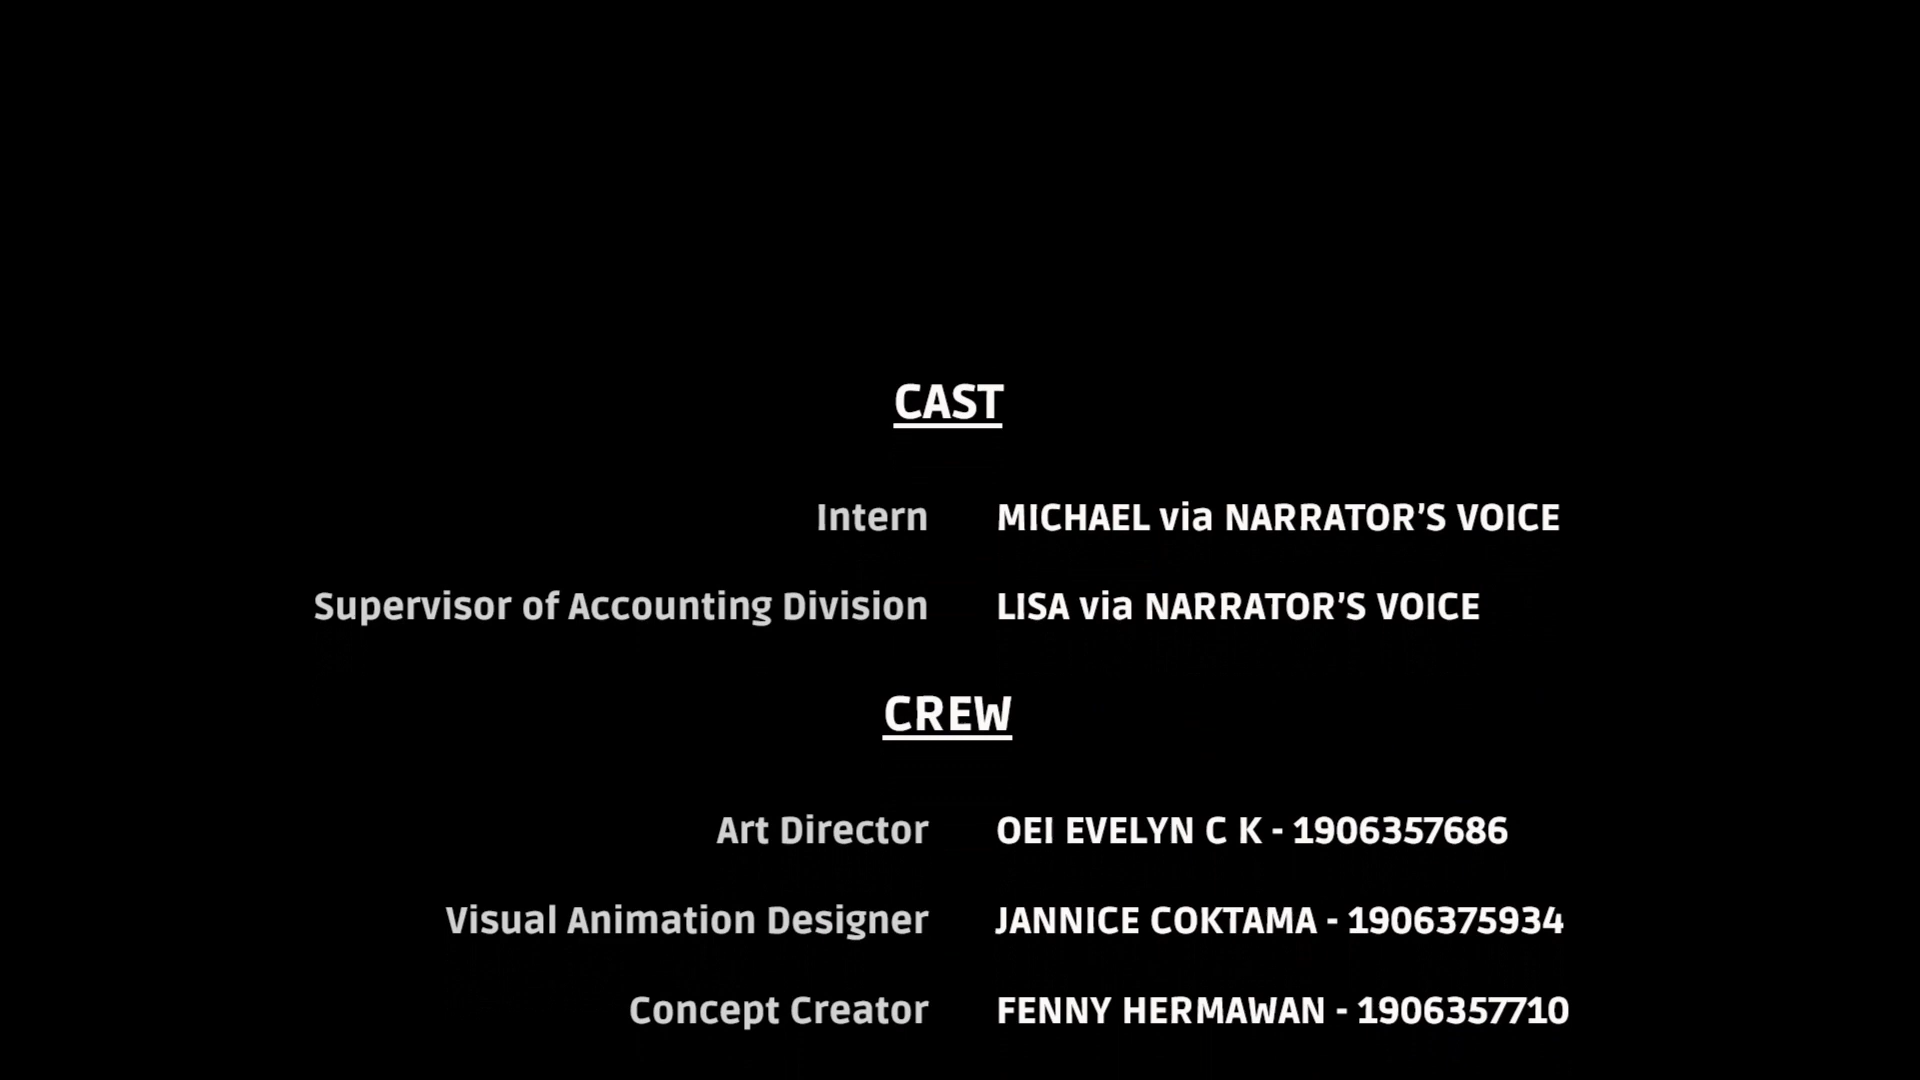 CAST
Intern MICHAEL via NARRATOR’S VOICE
Supervisor of Accounting Division LISA via NARRATOR’S VOICE
CREW
Art Director OEI EVELYN C K - 1906357686
Visual Animation Designer JANNICE COKTAMA - 1906375934
Concept Creator FENNY HERMAWAN - 1906357710